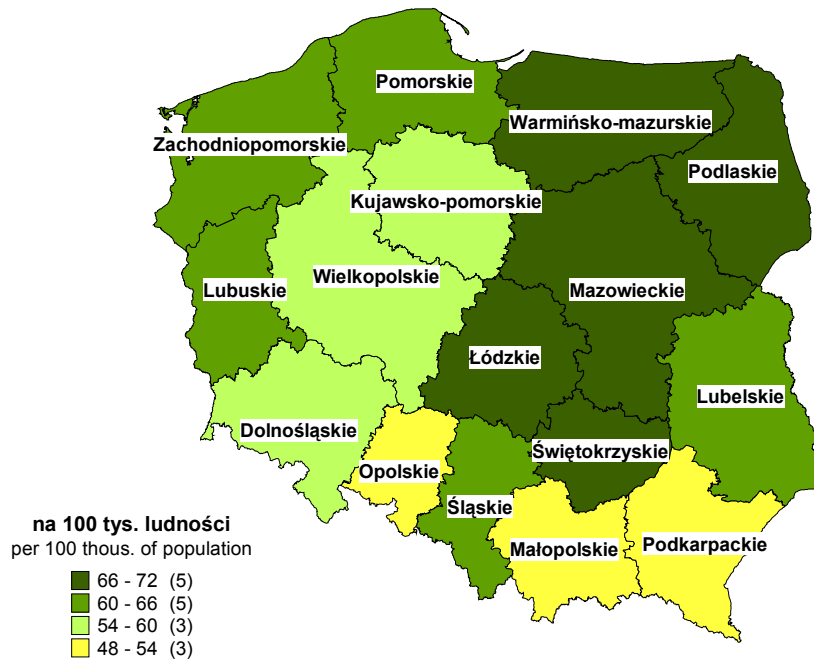 Pomorskie
Warmińsko-mazurskie
Zachodniopomorskie
Podlaskie
Kujawsko-pomorskie
Wielkopolskie
Lubuskie
Mazowieckie
Łódzkie
Lubelskie
Dolnośląskie
Świętokrzyskie
Opolskie
Śląskie
Małopolskie
Podkarpackie
na 100 tys. ludności
per 100 thous. of population
66 - 72 (5)
60 - 66 (5)
54 - 60 (3)
48 - 54 (3)